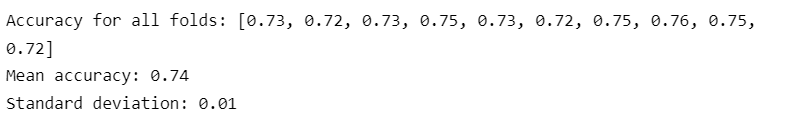 Accuracy for all folds: [0.73, 0.72, 0.73, 0.75, 0.73, 0.72, 0.75, 0.76, 0.75,
0.72]
Mean accuracy: 0.74
Standard deviation: 0.01